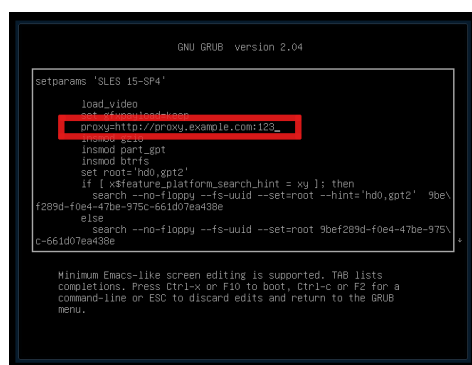 GNU GRUB  version 2.04
setparams 'SLES 15-SP4'
load_video
set gfxpayload=keep
proxy=http://proxy.example.com:123_
insmod gzio
insmod part_gpt
insmod btrfs
set root='hd0,gpt2'
if [ x$feature_platform_search_hint = xy ]; then
search --no-floppy --fs-uuid --set=root --hint='hd0,gpt2'  9be\
f289d-f0e4-47be-975c-661d07ea438e
else
search --no-floppy --fs-uuid --set=root 9bef289d-f0e4-47be-975\
c-661d07ea438e
Minimum Emacs-like screen editing is supported. TAB lists
completions. Press Ctrl-x or F10 to boot, Ctrl-c or F2 for a
command-line or ESC to discard edits and return to the GRUB
menu.